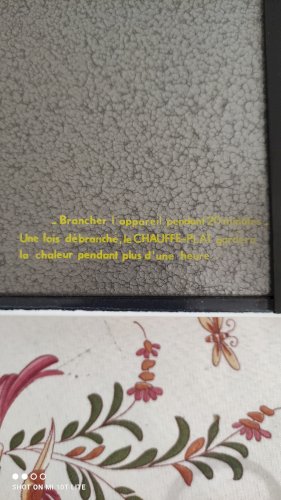 _ Brancher l'appareil pendant 20 minutes
Une fois débranché, le CHAUFFE-PLAT gardera
la chaleur pendant plus d'une heure.
SHOT ON MI 10T LITE